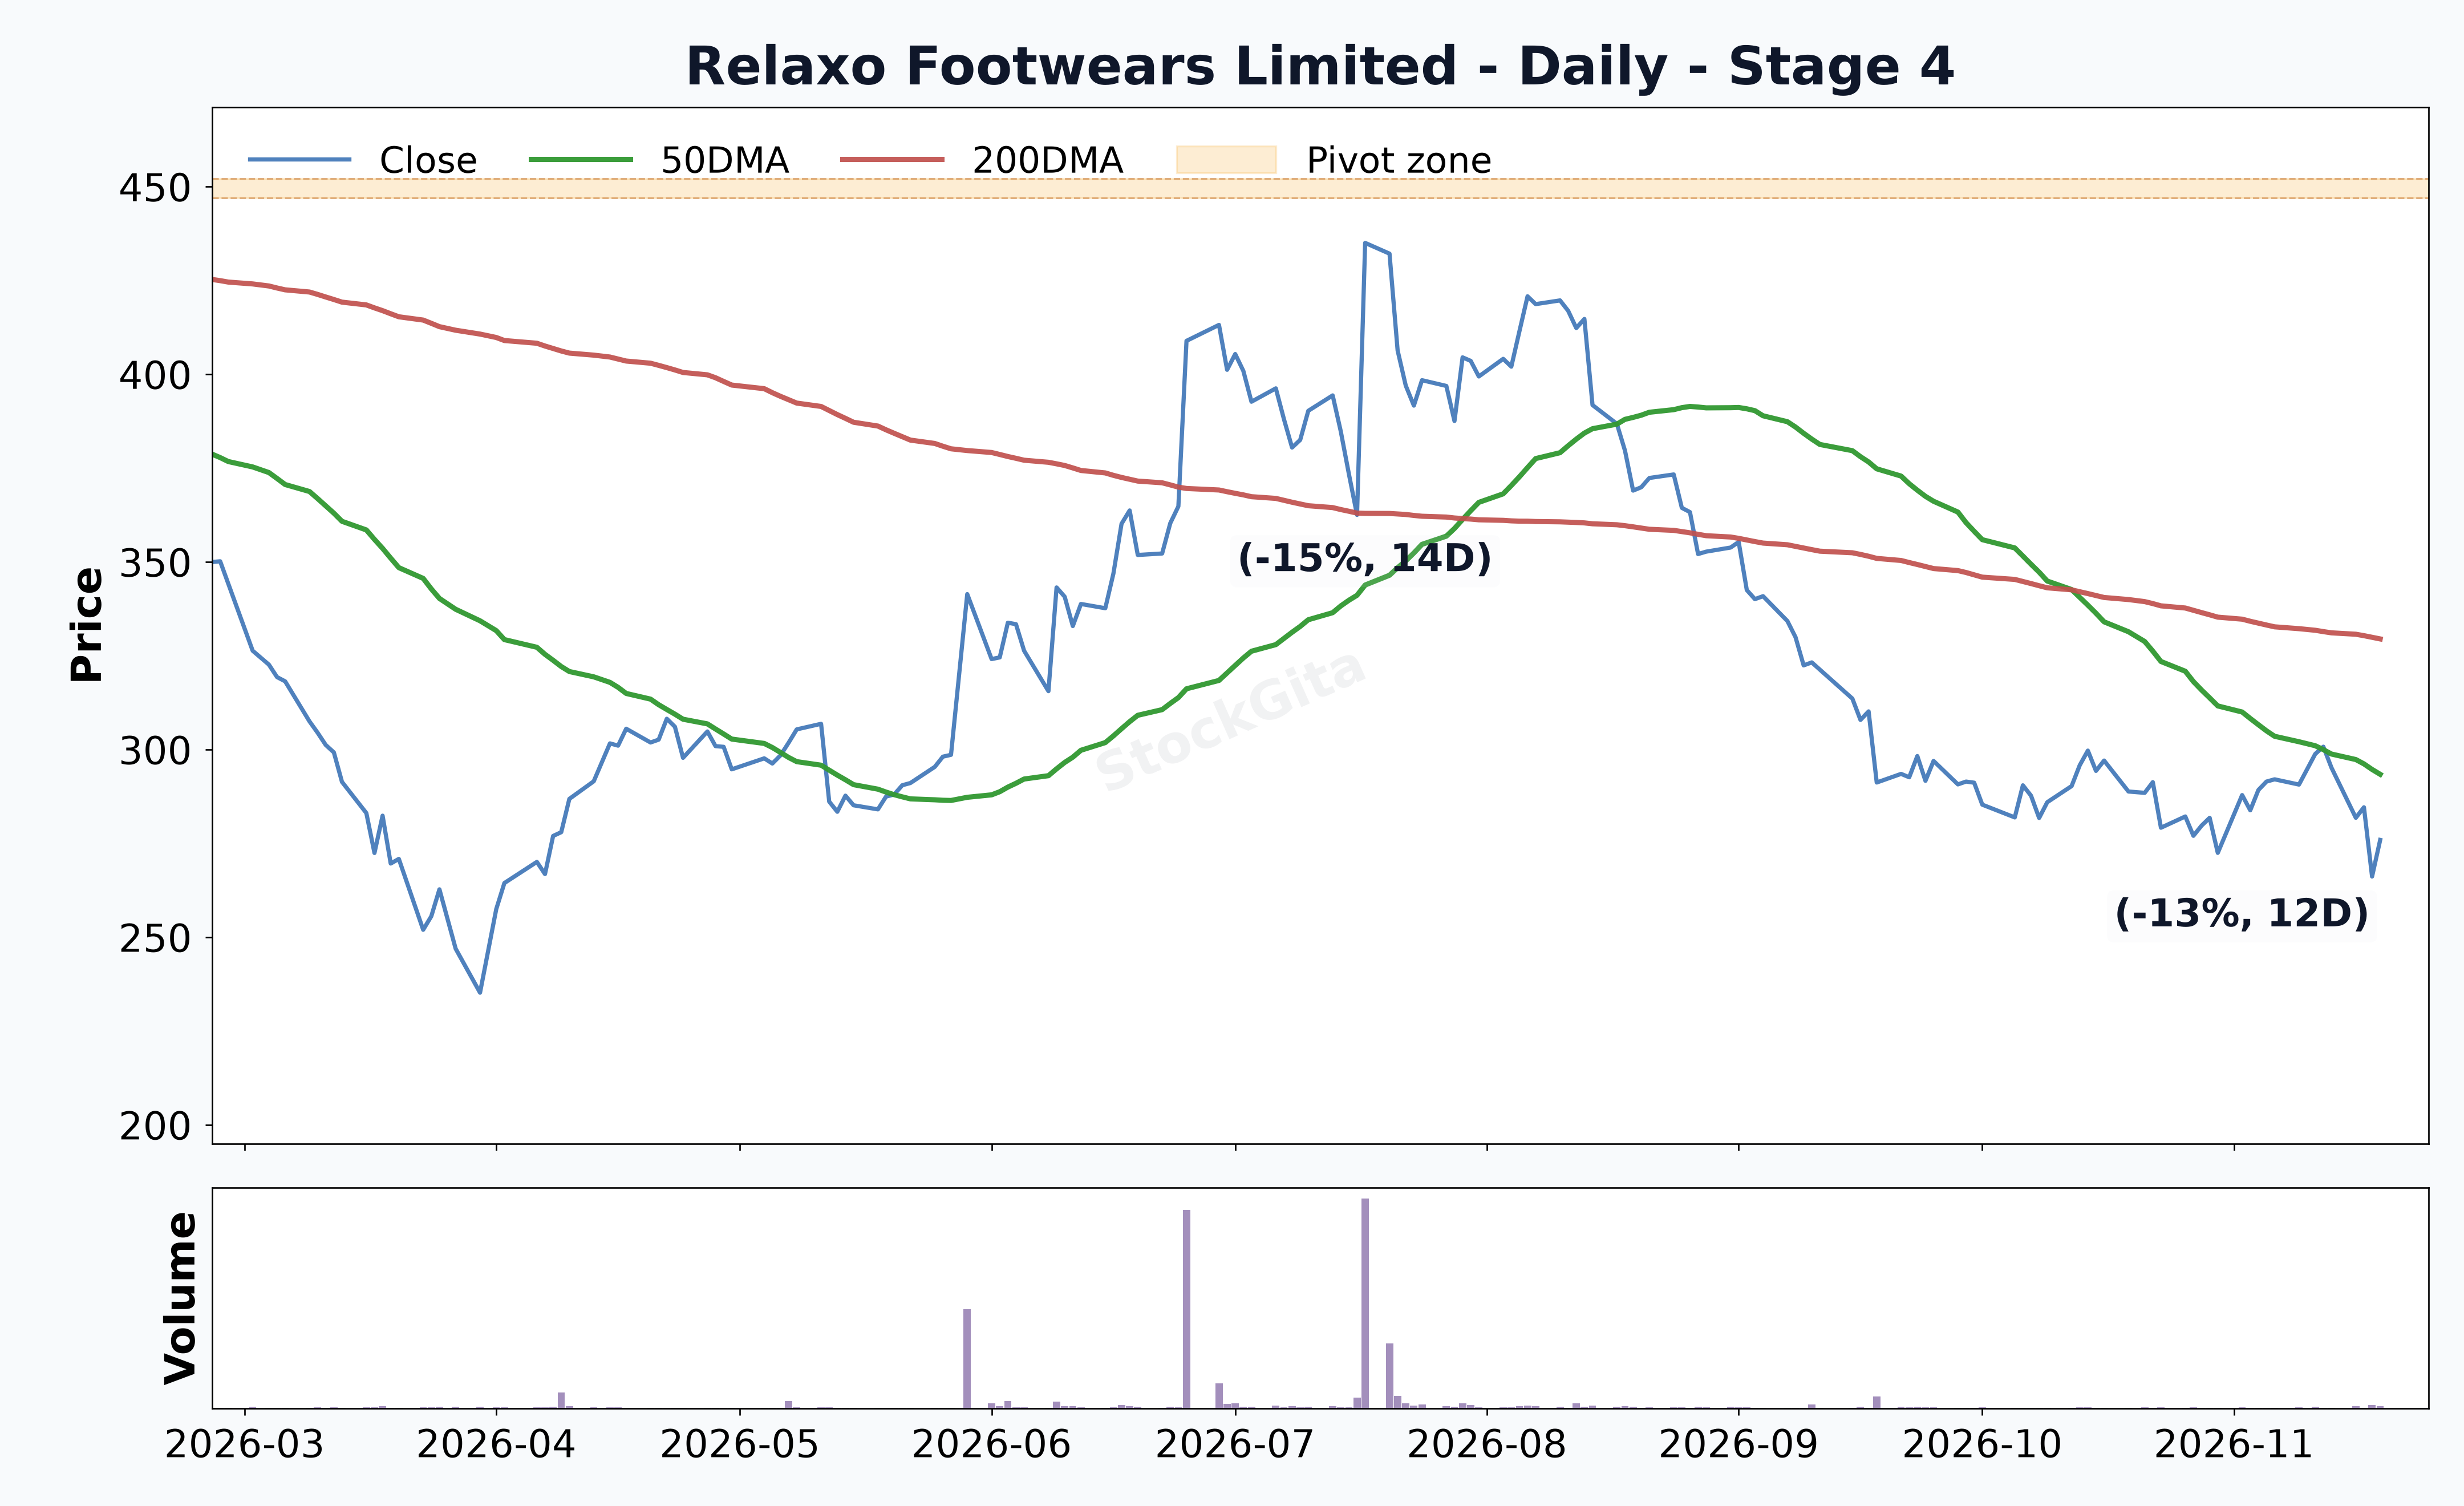 Relaxo Footwears Limited - Daily - Stage 4
Close 50DMA 200DMA Pivot zone
450
400
350
300
250
200
Price
(-15%, 14D)
StockGita
(-13%, 12D)
Volume
2026-03 2026-04 2026-05 2026-06 2026-07 2026-08 2026-09 2026-10 2026-11